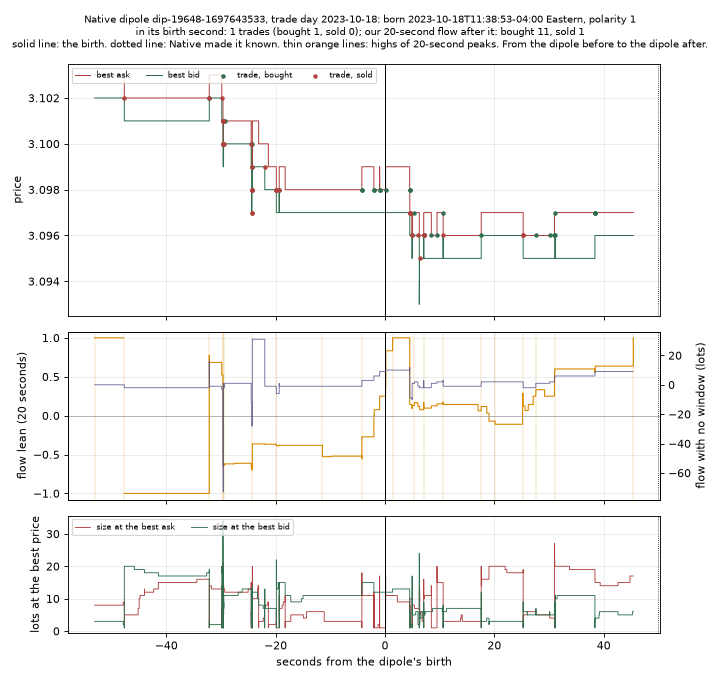 Native dipole dip-19648-1697643533, trade day 2023-10-18: born 2023-10-18T11:38:53-04:00 Eastern, polarity 1
in its birth second: 1 trades (bought 1, sold 0); our 20-second flow after it: bought 11, sold 1
solid line: the birth. dotted line: Native made it known. thin orange lines: highs of 20-second peaks. From the dipole before to the dipole after.
best ask
best bid
trade, bought
trade, sold
3.102
3.100
3.098
3.096
3.094
price
1.0
0.5
0.0
−0.5
−1.0
flow lean (20 seconds)
20
0
−20
−40
−60
flow with no window (lots)
size at the best ask
size at the best bid
30
20
10
0
lots at the best price
−40
−20
0
20
40
seconds from the dipole's birth